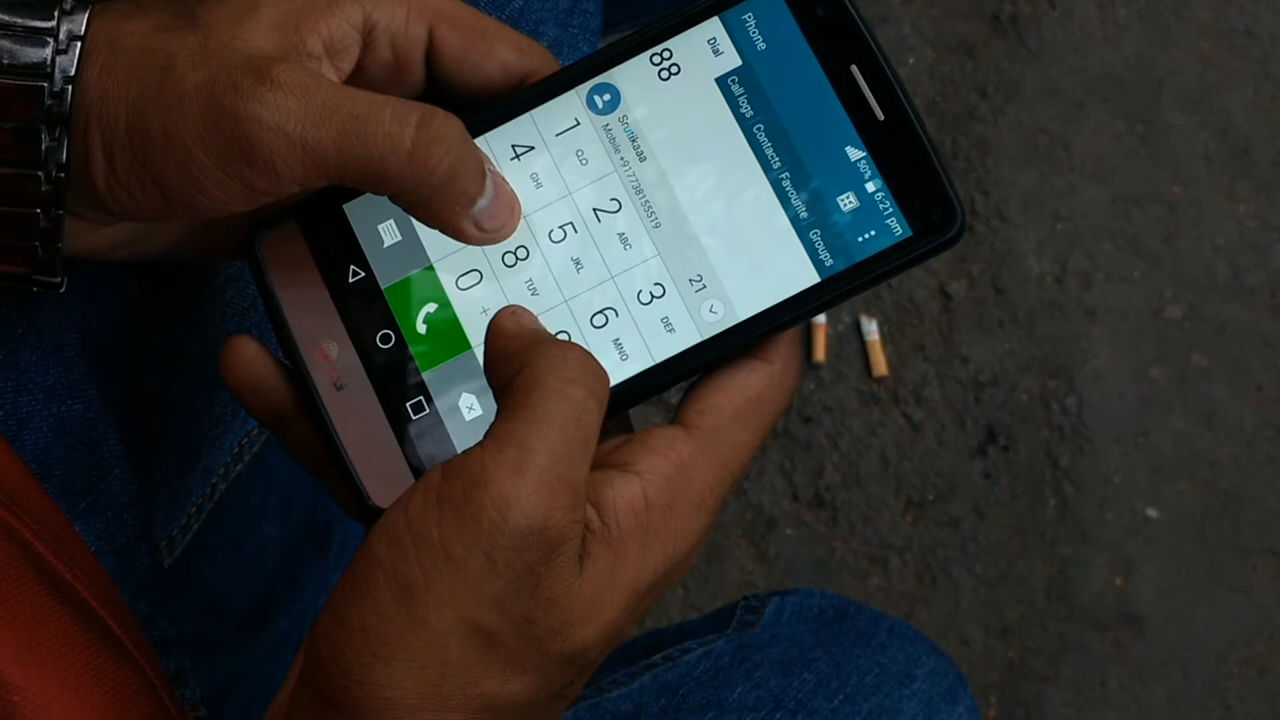 6:21 pm
50%
Phone
Dial
Call logs
Contacts
Favourite
Groups
88
Srutikaaa
Mobile +917738155519
21
1
2 ABC
3 DEF
4 GHI
5 JKL
6 MNO
8 TUV
0 +